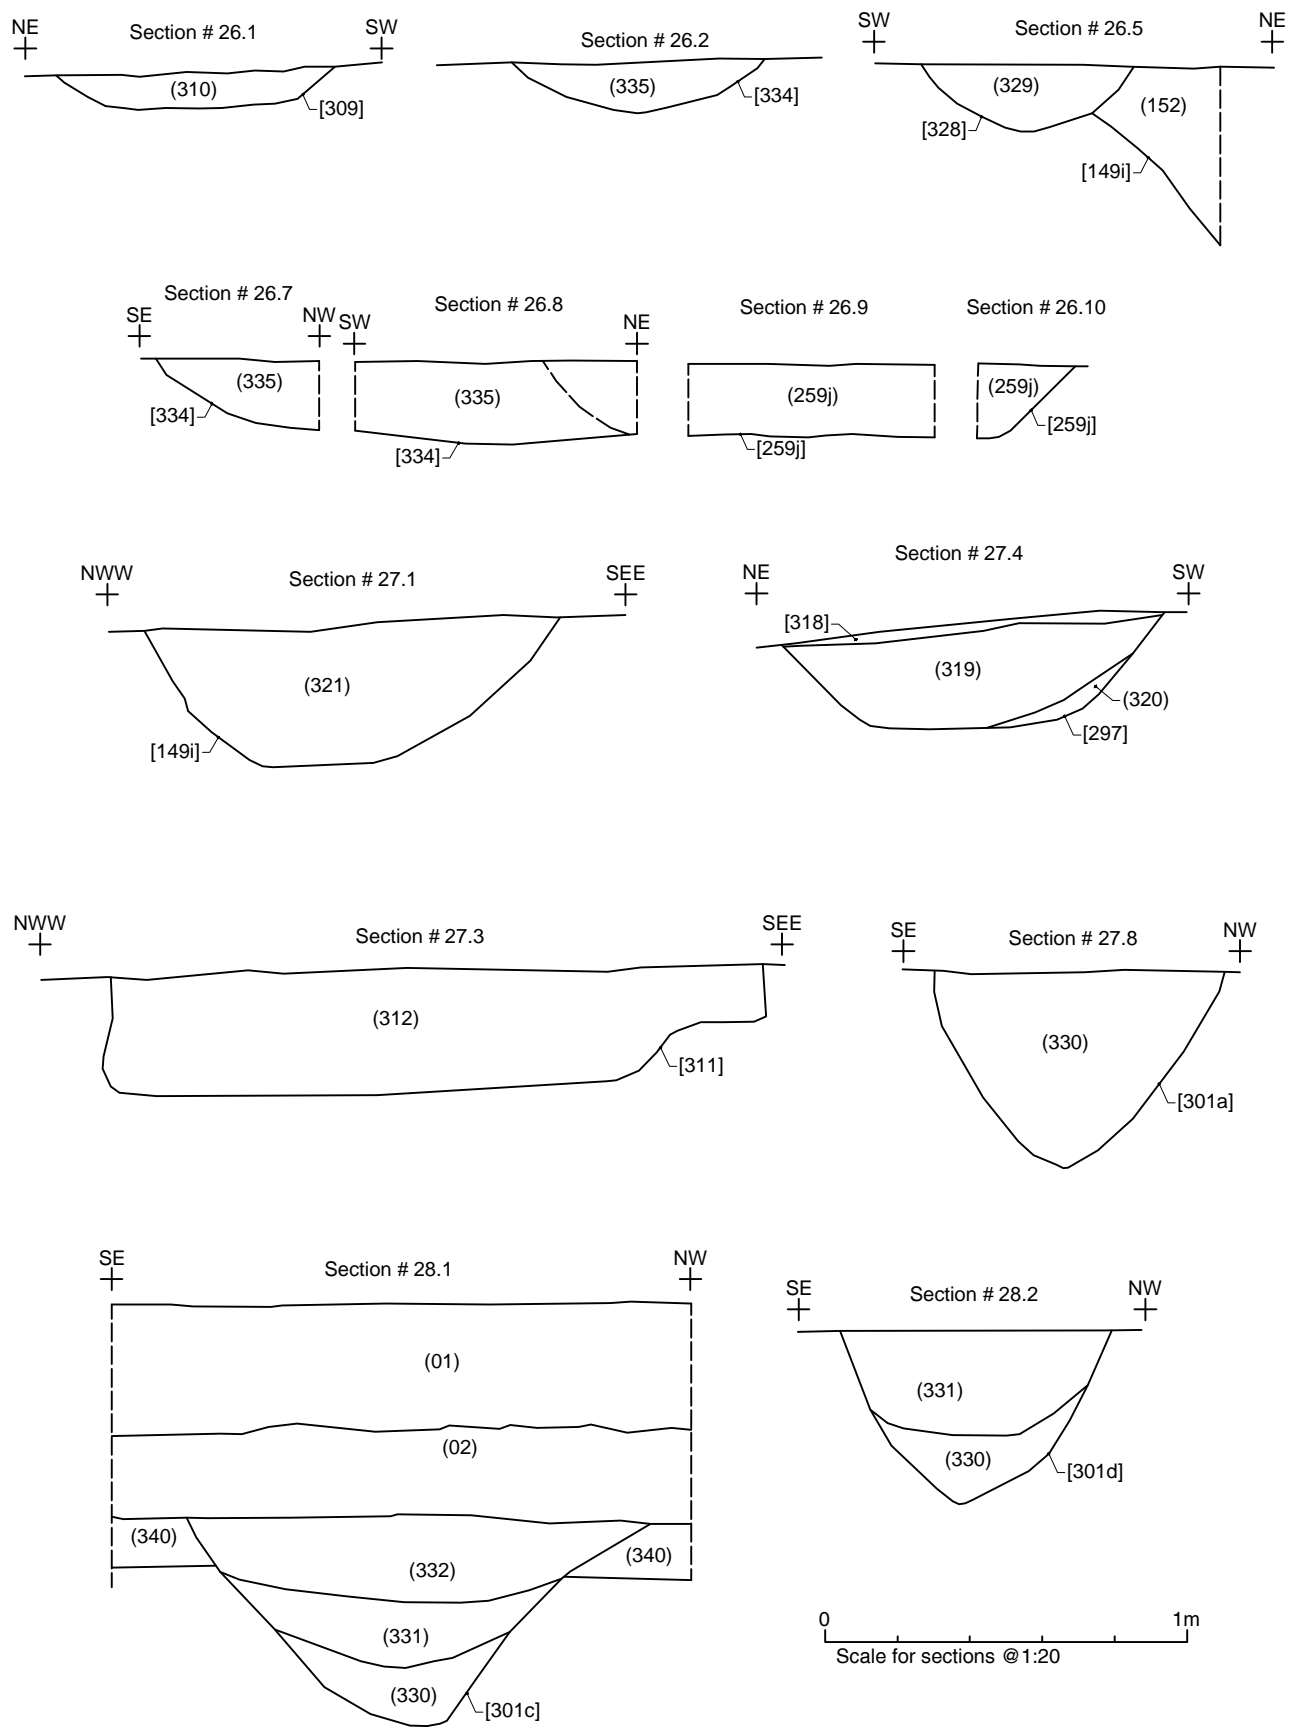 NE
Section # 26.1
SW
(310)
[309]
Section # 26.2
(335)
[334]
SW
Section # 26.5
NE
(329)
(152)
[328]
[149i]
Section # 26.7
SE
NW
(335)
[334]
Section # 26.8
SW
NE
(335)
[334]
Section # 26.9
(259j)
[259j]
Section # 26.10
(259j)
[259j]
NWW
Section # 27.1
SEE
(321)
[149i]
Section # 27.4
NE
SW
[318]
(319)
(320)
[297]
NWW
Section # 27.3
SEE
(312)
[311]
SE
Section # 27.8
NW
(330)
[301a]
SE
Section # 28.1
NW
(01)
(02)
(340)
(340)
(332)
(331)
(330)
[301c]
SE
Section # 28.2
NW
(331)
(330)
[301d]
0
1m
Scale for sections @1:20